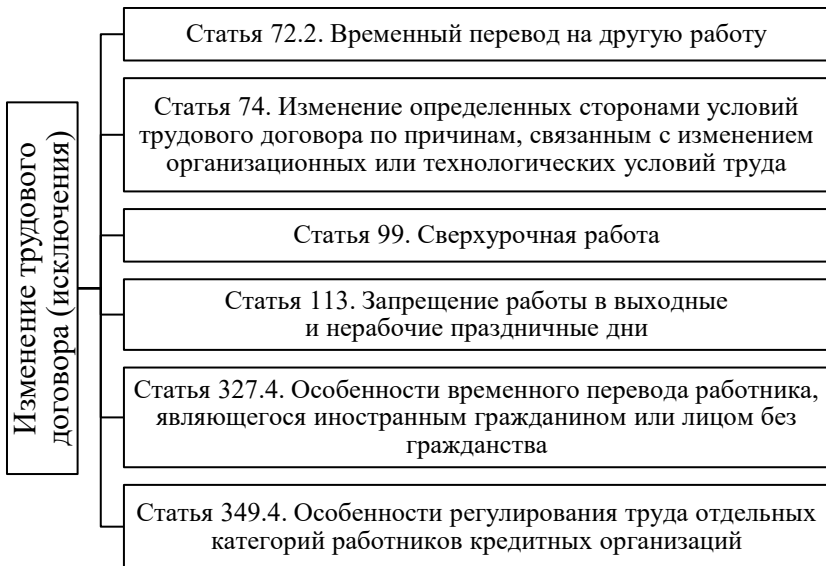 Изменение трудового
договора (исключения)
Статья 72.2. Временный перевод на другую работу
Статья 74. Изменение определенных сторонами условий
трудового договора по причинам, связанным с изменением
организационных или технологических условий труда
Статья 99. Сверхурочная работа
Статья 113. Запрещение работы в выходные
и нерабочие праздничные дни
Статья 327.4. Особенности временного перевода работника,
являющегося иностранным гражданином или лицом без
гражданства
Статья 349.4. Особенности регулирования труда отдельных
категорий работников кредитных организаций